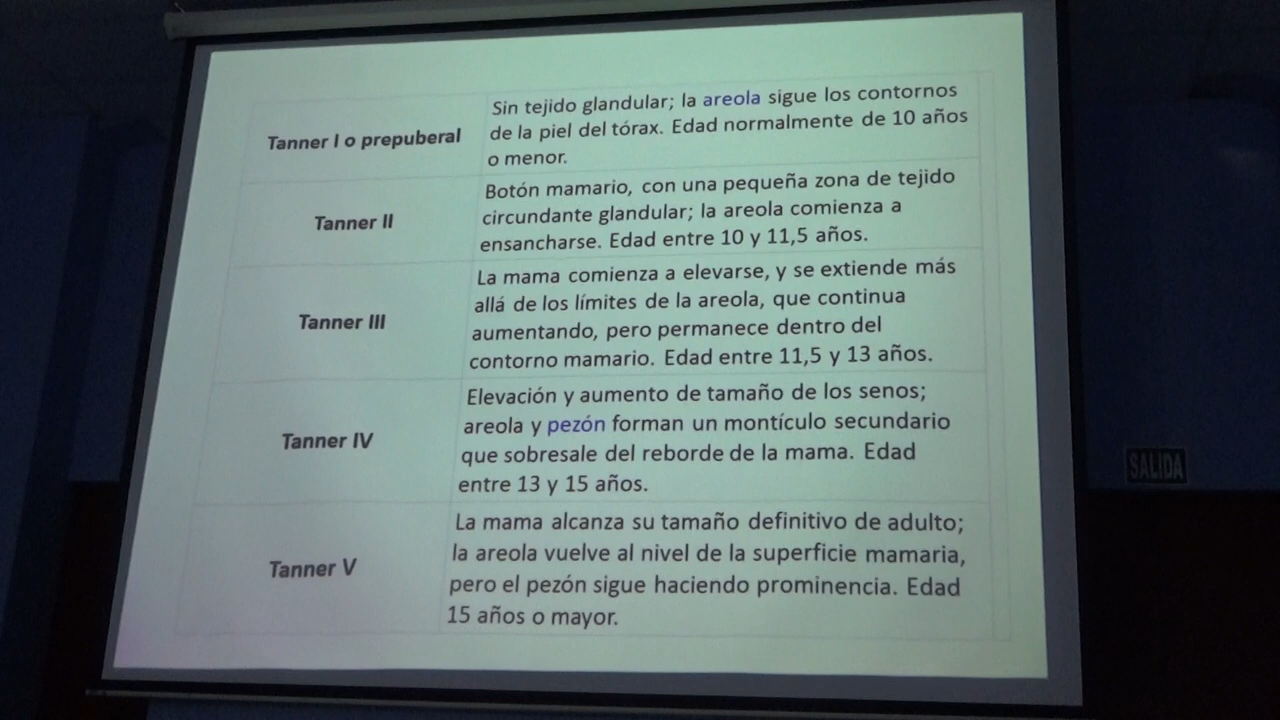 Tanner I o prepuberal
Sin tejido glandular; la areola sigue los contornos
de la piel del tórax. Edad normalmente de 10 años
o menor.
Tanner II
Botón mamario, con una pequeña zona de tejido
circundante glandular; la areola comienza a
ensancharse. Edad entre 10 y 11,5 años.
Tanner III
La mama comienza a elevarse, y se extiende más
allá de los límites de la areola, que continua
aumentando, pero permanece dentro del
contorno mamario. Edad entre 11,5 y 13 años.
Tanner IV
Elevación y aumento de tamaño de los senos;
areola y pezón forman un montículo secundario
que sobresale del reborde de la mama. Edad
entre 13 y 15 años.
Tanner V
La mama alcanza su tamaño definitivo de adulto;
la areola vuelve al nivel de la superficie mamaria,
pero el pezón sigue haciendo prominencia. Edad
15 años o mayor.
SALIDA